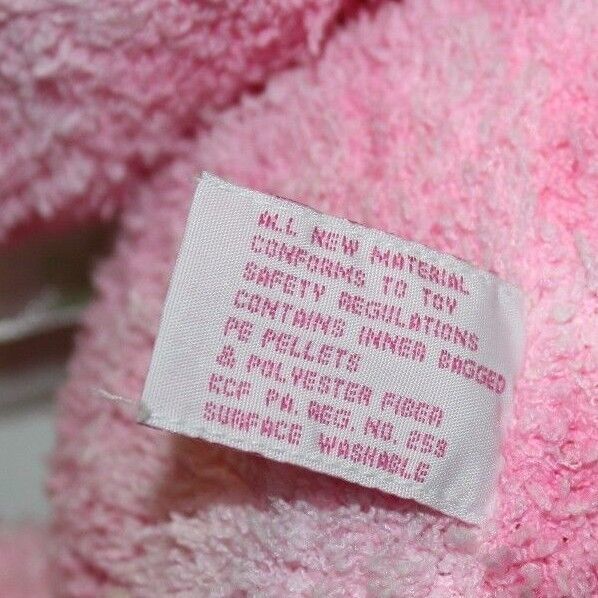 ALL NEW MATERIAL
CONFORMS TO TOY
SAFETY REGULATIONS
CONTAINS INNER BAGGED
PE PELLETS
& POLYESTER FIBER
KCF PA. REG. NO. 253
SURFACE WASHABLE